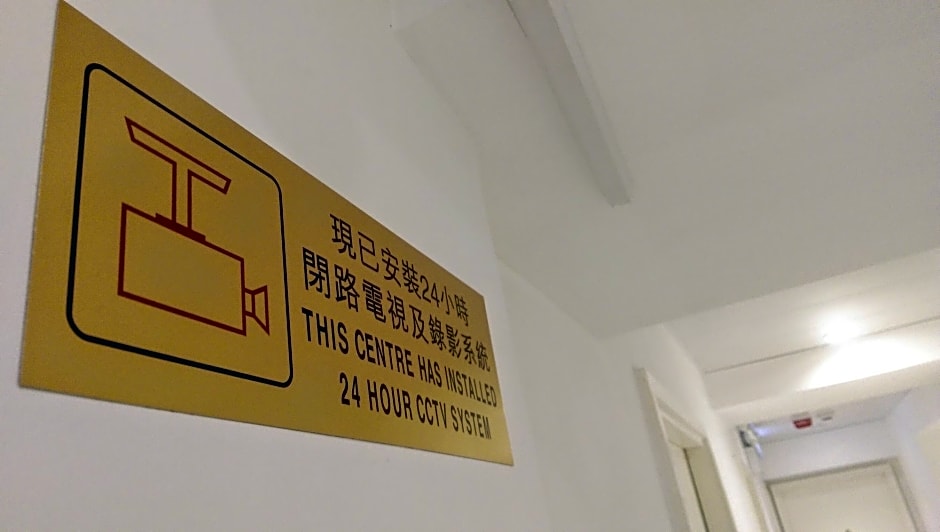 現已安裝24小時
閉路電視及錄影系統
THIS CENTRE HAS INSTALLED
24 HOUR CCTV SYSTEM